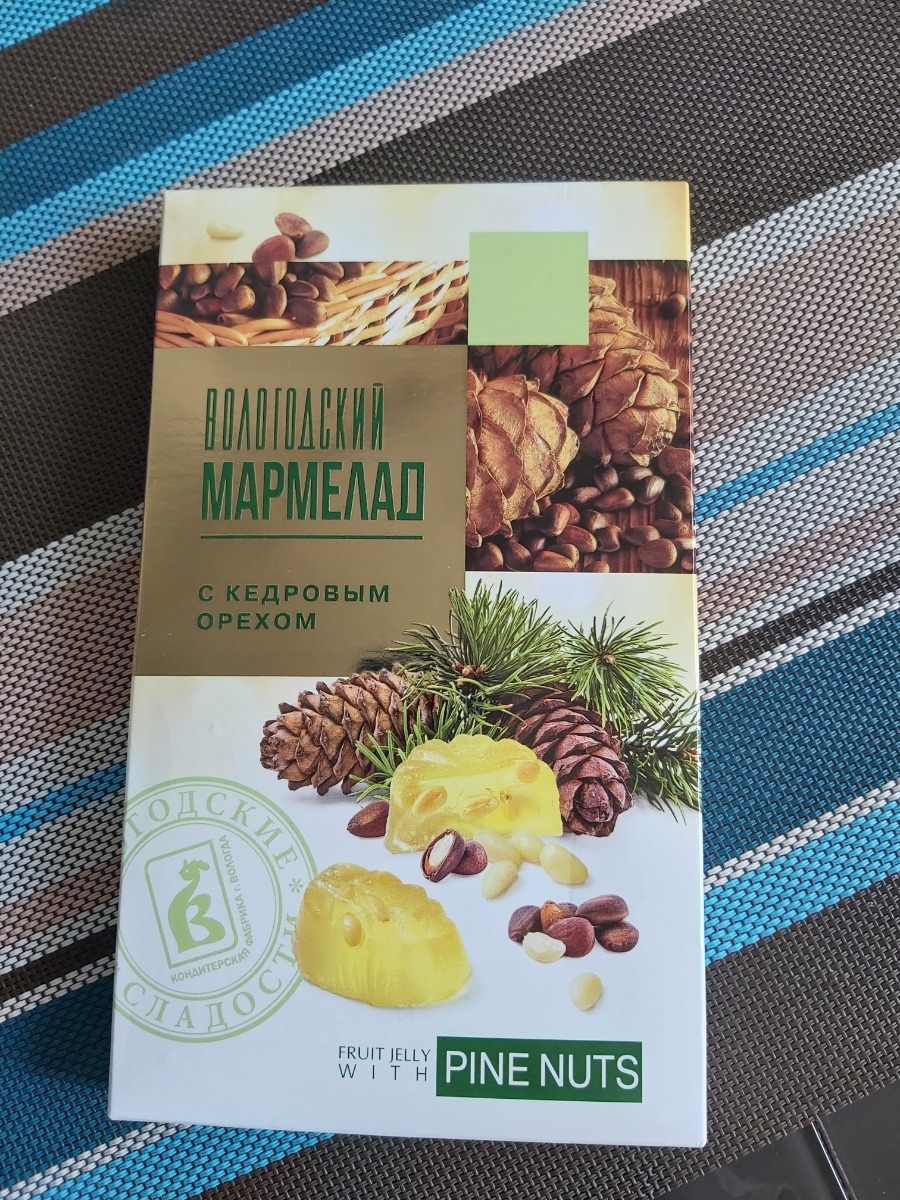 ВОЛОГОДСКИЙ
МАРМЕЛАД
С КЕДРОВЫМ
ОРЕХОМ
ГОДСКИЕ *
СЛАДОСТИ
КОНДИТЕРСКАЯ ФАБРИКА г. ВОЛОГДА
FRUIT JELLY
WITH
PINE NUTS